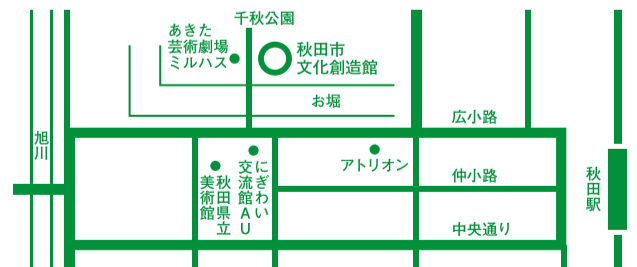 千秋公園
あきた
芸術劇場
ミルハス
秋田市
文化創造館
お堀
広小路
旭川
アトリオン
仲小路
秋田駅
にぎわい
交流館AU
秋田県立
美術館
中央通り